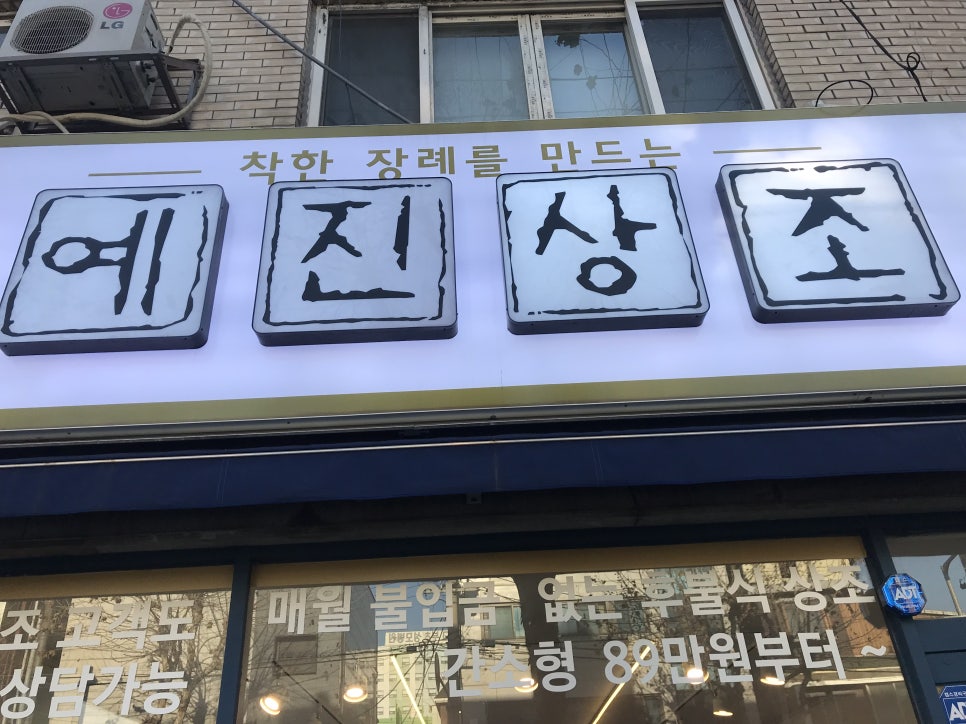 LG
착한 장례를 만드는
예진상조
조 고객도
상담가능
매월 불입금 없는 후불식 상조
간소형 89만원부터 ~
ADT
ADT